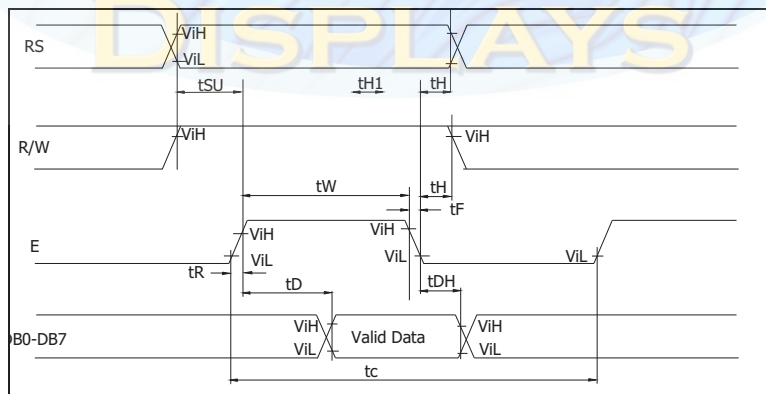 DISPLAYS
RS
ViH
ViL
tSU
tH1
tH
R/W
ViH
ViH
tW
tH
tF
E
ViH
ViH
ViL
ViL
ViL
tR
tD
tDH
DB0-DB7
ViH
ViL
Valid Data
ViH
ViL
tc